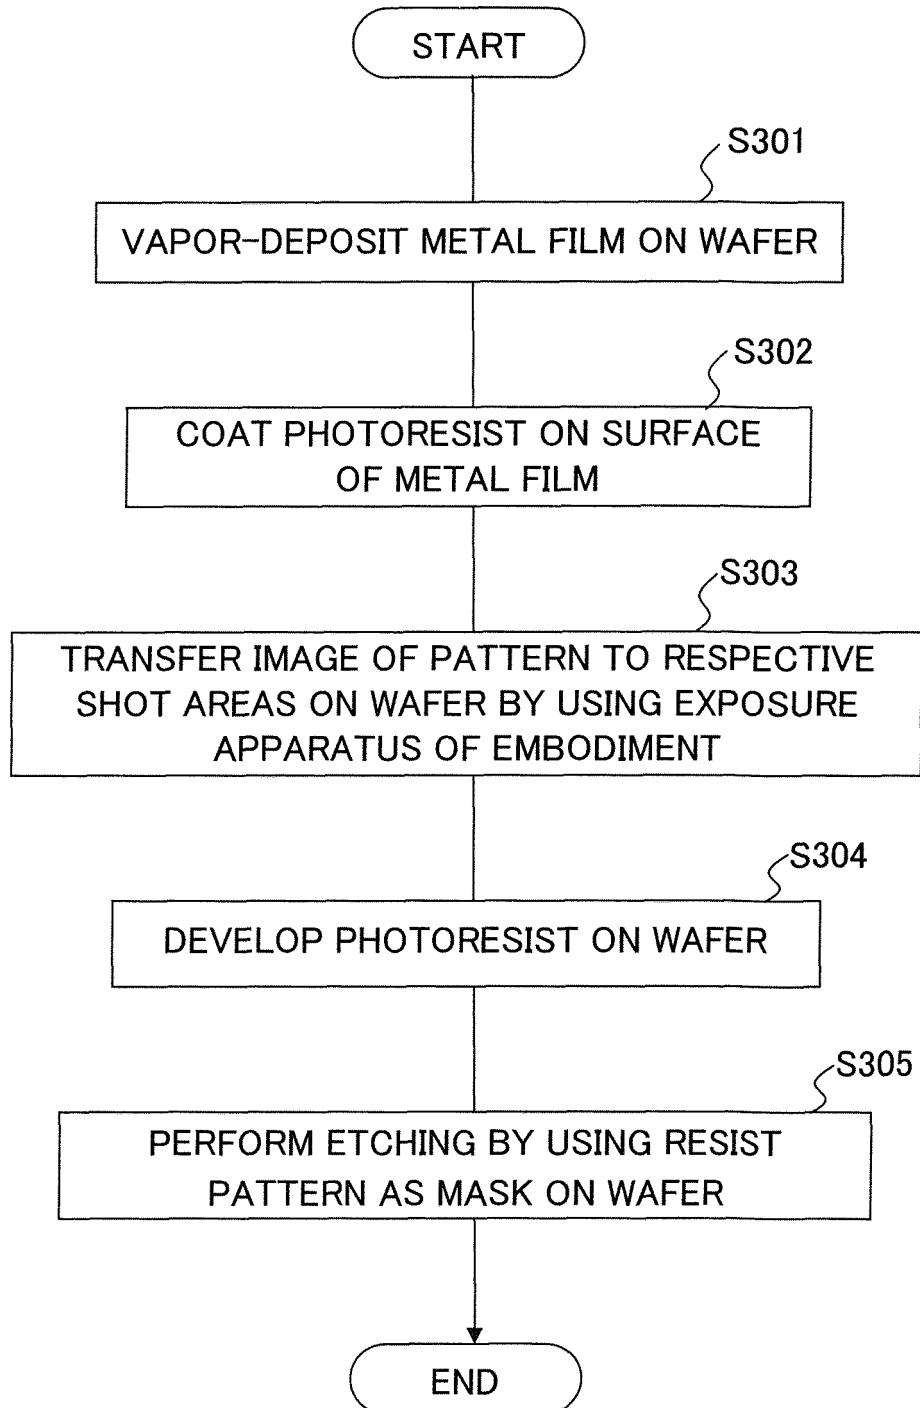 START
S301
VAPOR-DEPOSIT METAL FILM ON WAFER
S302
COAT PHOTORESIST ON SURFACE
OF METAL FILM
S303
TRANSFER IMAGE OF PATTERN TO RESPECTIVE
SHOT AREAS ON WAFER BY USING EXPOSURE
APPARATUS OF EMBODIMENT
S304
DEVELOP PHOTORESIST ON WAFER
S305
PERFORM ETCHING BY USING RESIST
PATTERN AS MASK ON WAFER
END